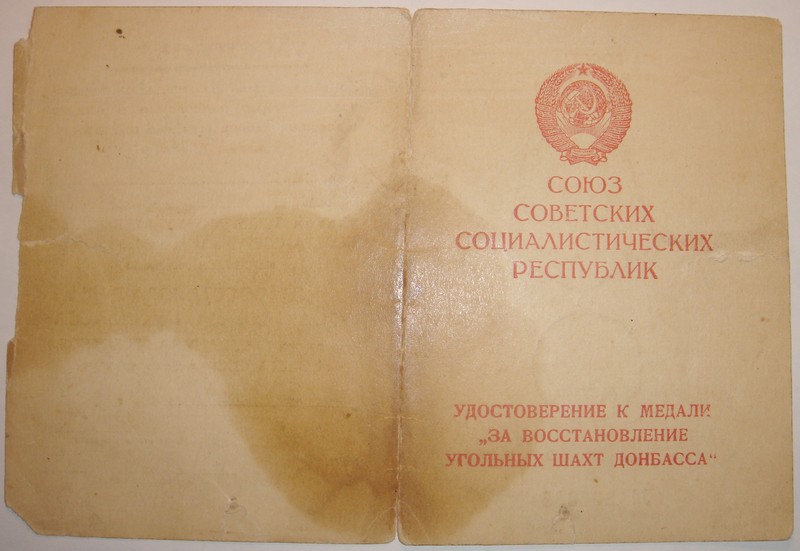 СОЮЗ
СОВЕТСКИХ
СОЦИАЛИСТИЧЕСКИХ
РЕСПУБЛИК
УДОСТОВЕРЕНИЕ К МЕДАЛИ
„ЗА ВОССТАНОВЛЕНИЕ
УГОЛЬНЫХ ШАХТ ДОНБАССА“